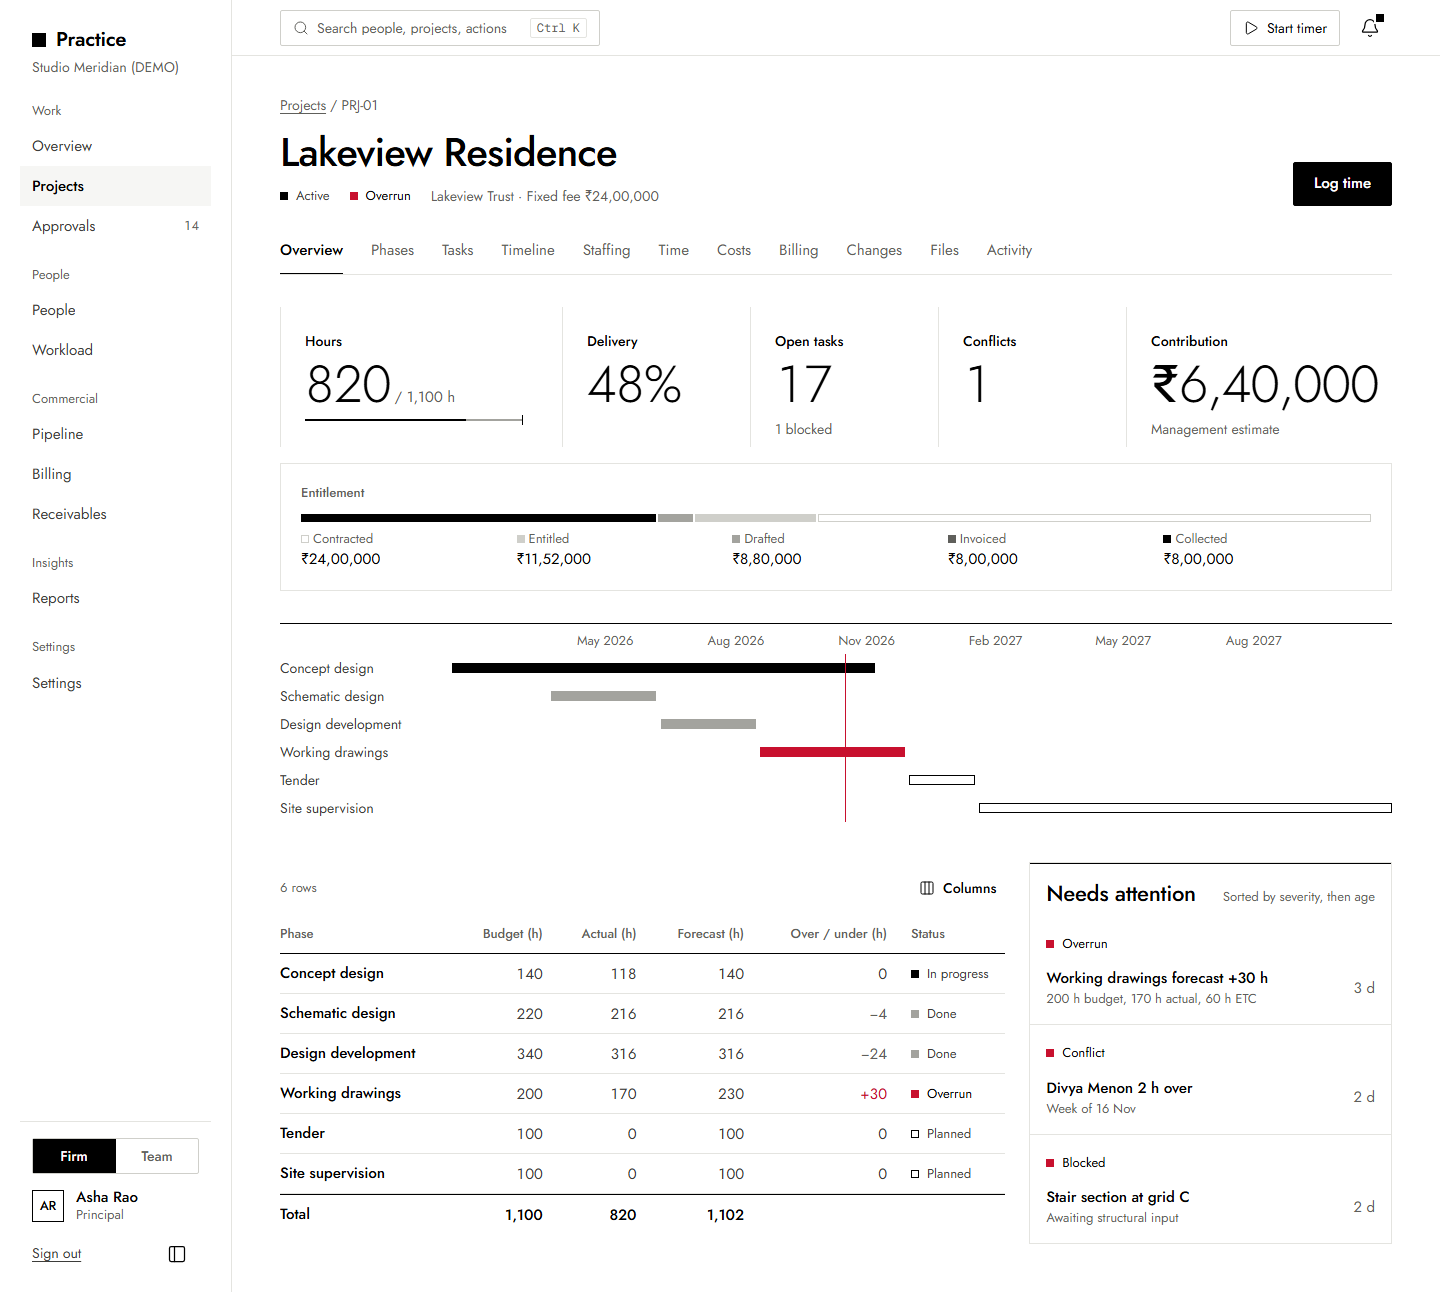 Practice
Studio Meridian (DEMO)
Work
Overview
Projects
Approvals 14
People
People
Workload
Commercial
Pipeline
Billing
Receivables
Insights
Reports
Settings
Settings
Firm Team
AR
Asha Rao
Principal
Sign out
Search people, projects, actions Ctrl K
Start timer
Projects / PRJ-01
Lakeview Residence
Active Overrun Lakeview Trust · Fixed fee ₹24,00,000
Log time
Overview Phases Tasks Timeline Staffing Time Costs Billing Changes Files Activity
Hours
820 / 1,100 h
Delivery
48%
Open tasks
17
1 blocked
Conflicts
1
Contribution
₹6,40,000
Management estimate
Entitlement
Contracted Entitled Drafted Invoiced Collected
₹24,00,000 ₹11,52,000 ₹8,80,000 ₹8,00,000 ₹8,00,000
May 2026 Aug 2026 Nov 2026 Feb 2027 May 2027 Aug 2027
Concept design
Schematic design
Design development
Working drawings
Tender
Site supervision
6 rows Columns
Phase Budget (h) Actual (h) Forecast (h) Over / under (h) Status
Concept design 140 118 140 0 In progress
Schematic design 220 216 216 −4 Done
Design development 340 316 316 −24 Done
Working drawings 200 170 230 +30 Overrun
Tender 100 0 100 0 Planned
Site supervision 100 0 100 0 Planned
Total 1,100 820 1,102
Needs attention Sorted by severity, then age
Overrun
Working drawings forecast +30 h
200 h budget, 170 h actual, 60 h ETC
3 d
Conflict
Divya Menon 2 h over
Week of 16 Nov
2 d
Blocked
Stair section at grid C
Awaiting structural input
2 d